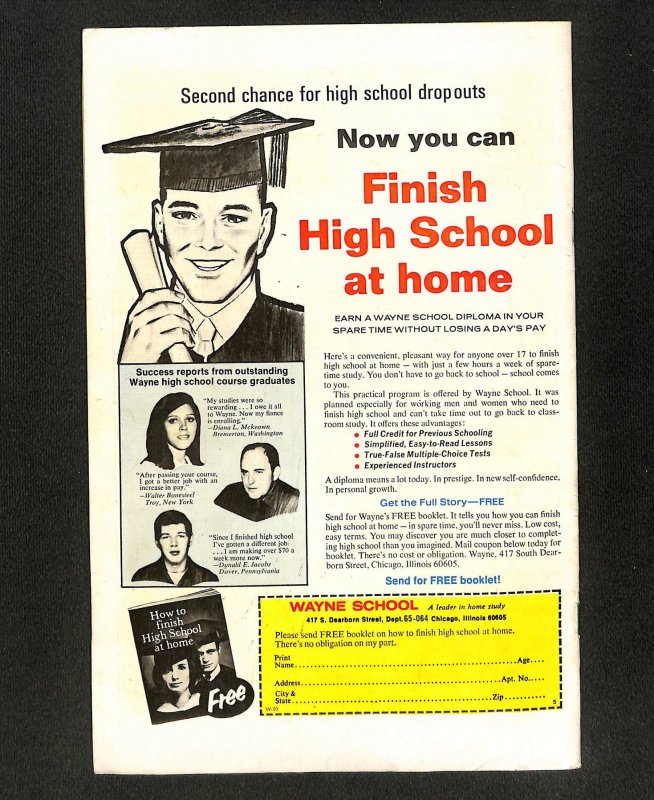 Second chance for high school dropouts
Now you can
Finish
High School
at home
EARN A WAYNE SCHOOL DIPLOMA IN YOUR
SPARE TIME WITHOUT LOSING A DAY'S PAY
Here's a convenient, pleasant way for anyone over 17 to finish
high school at home — with just a few hours a week of spare-
time study. You don't have to go back to school — school comes
to you.
This practical program is offered by Wayne School. It was
planned especially for working men and women who need to
finish high school and can't take time out to go back to class-
room study. It offers these advantages:
• Full Credit for Previous Schooling
• Simplified, Easy-to-Read Lessons
• True-False Multiple-Choice Tests
• Experienced Instructors
A diploma means a lot today. In prestige. In new self-confidence.
In personal growth.
Get the Full Story—FREE
Send for Wayne's FREE booklet. It tells you how you can finish
high school at home — in spare time, you'll never miss. Low cost,
easy terms. You may discover you are much closer to complet-
ing high school than you imagined. Mail coupon below today for
booklet. There's no cost or obligation. Wayne, 417 South Dear-
born Street, Chicago, Illinois 60605.
Send for FREE booklet!
Success reports from outstanding
Wayne high school course graduates
"My studies were so
rewarding . . . I owe it all
to Wayne. Now my fiance
is enrolling."
—Diana L. Mckeown
Bremerton, Washington
"After passing your course,
I got a better job with an
increase in pay."
—Walter Bonesteel
Troy, New York
"Since I finished high school
I've gotten a different job
. . . I am making over $70 a
week more now."
—Donald E. Jacobs
Dover, Pennsylvania
How to
finish
High School
at home
Free
WAYNE SCHOOL A leader in home study
417 S. Dearborn Street, Dept. 65-064 Chicago, Illinois 60605
Please send FREE booklet on how to finish high school at home.
There's no obligation on my part.
Print
Name Age
Address Apt. No.
City &
State Zip
W-50 5